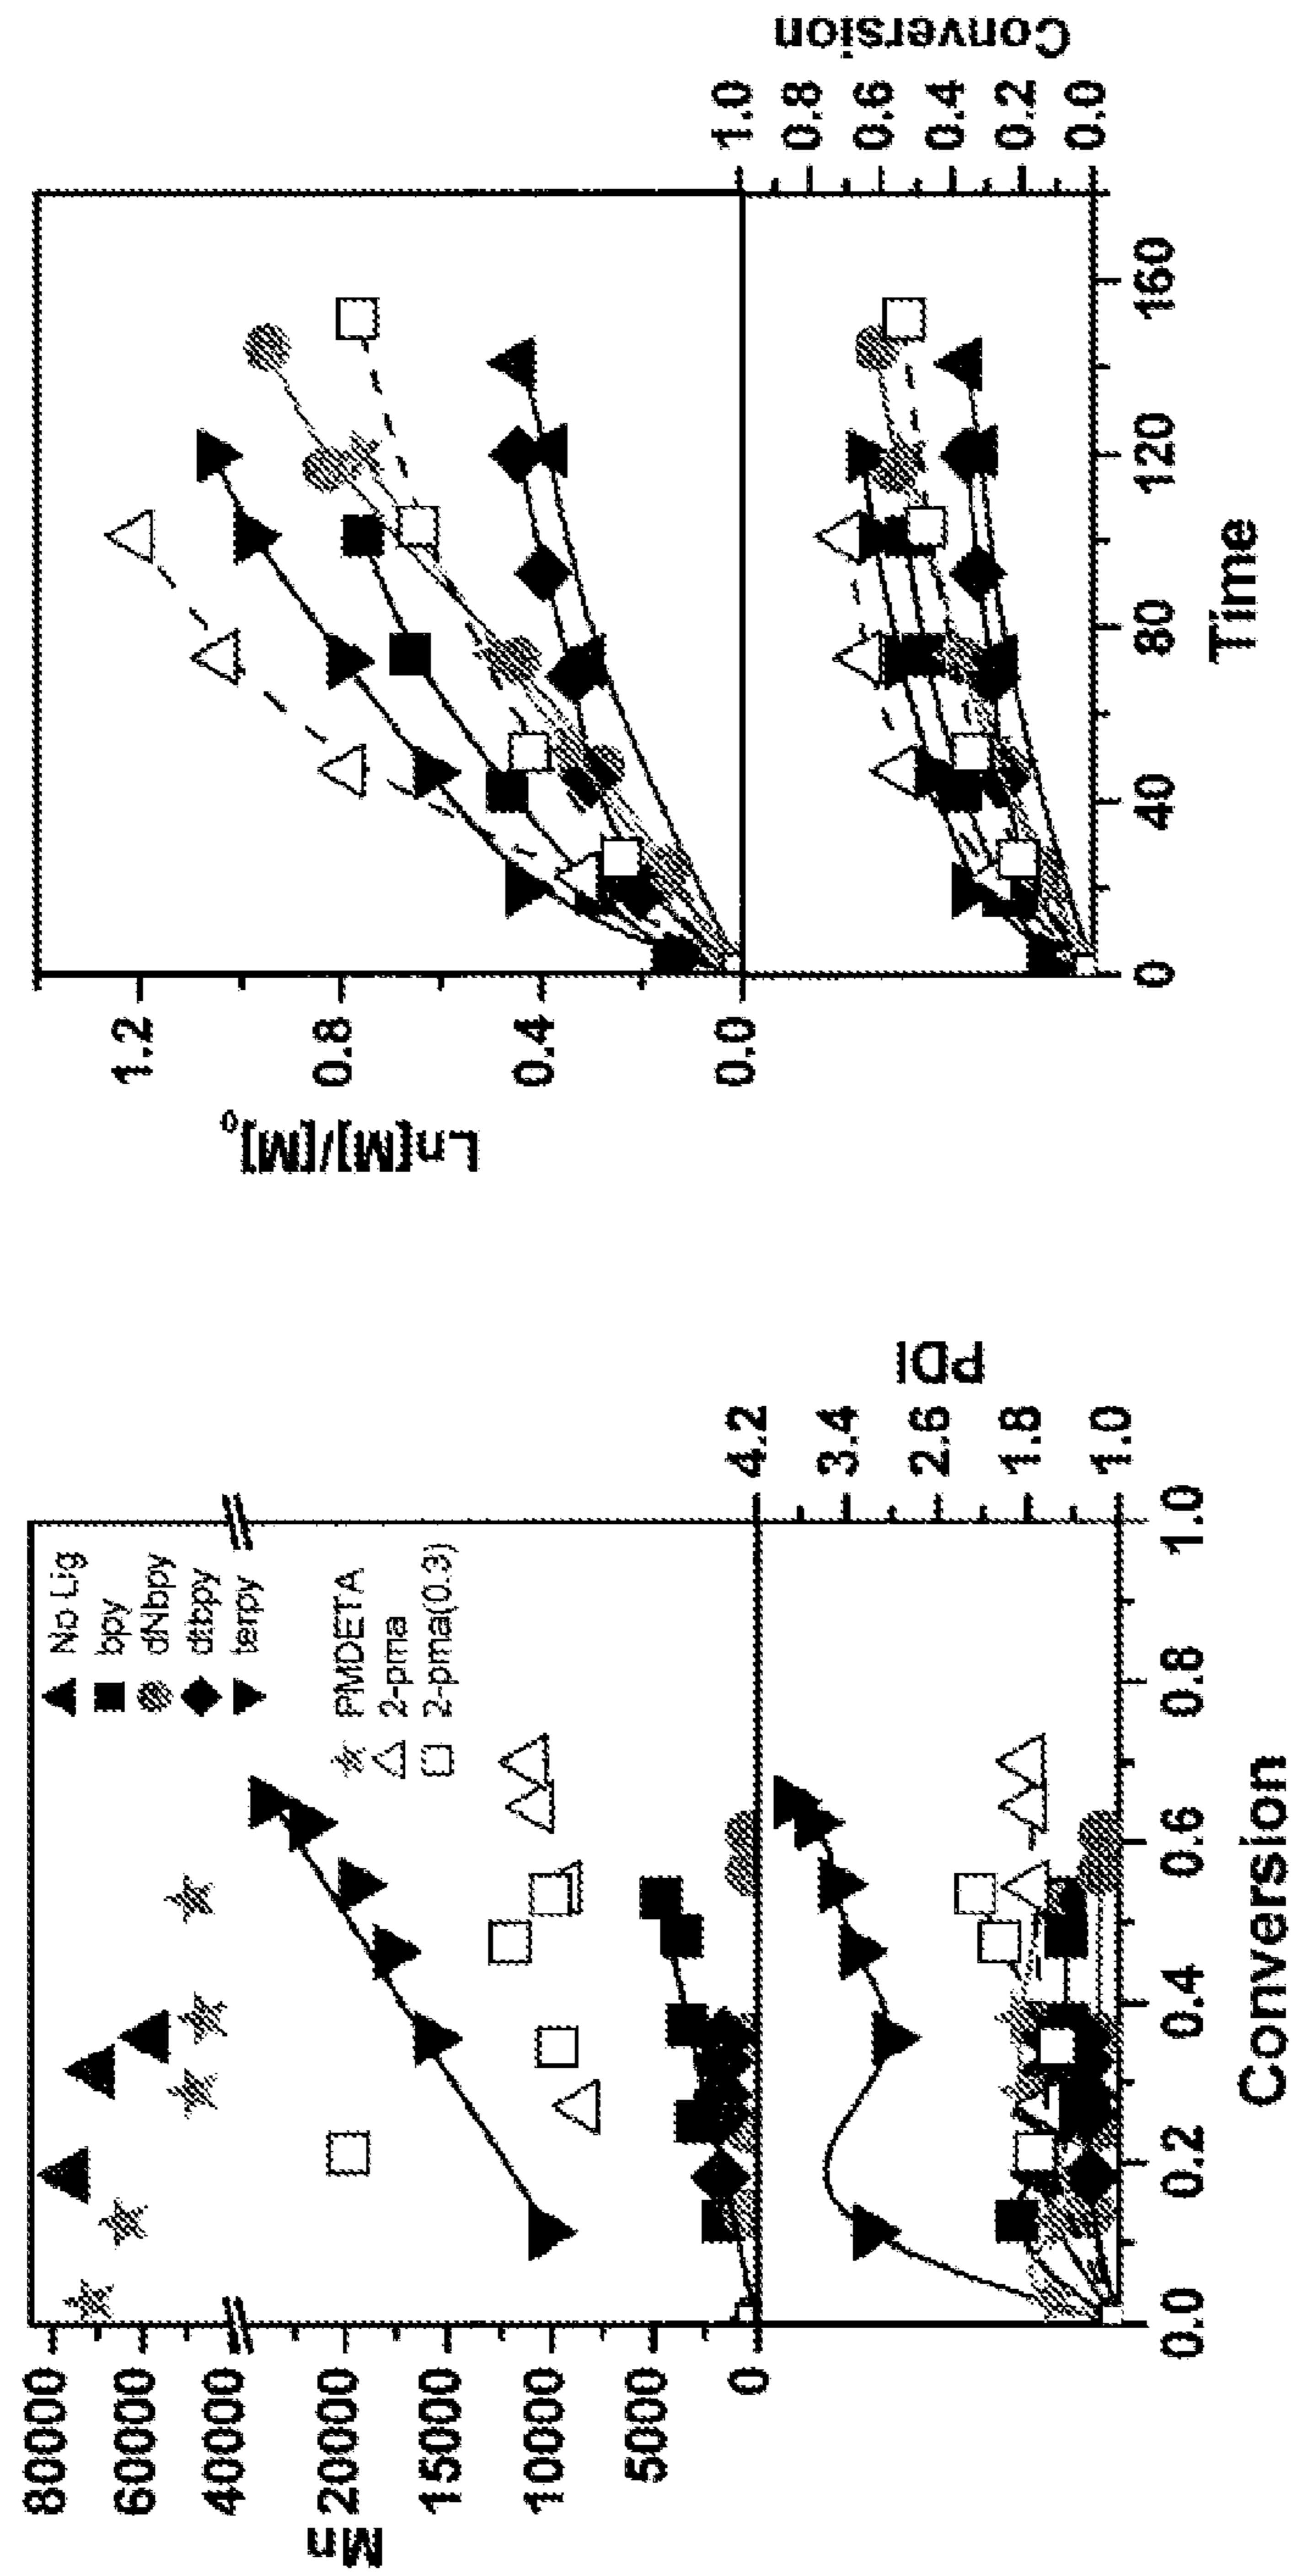 80000
60000
40000
20000
15000
10000
5000
0
Mn
No Lig
bpy
dNbpy
dtbpy
terpy
PMDETA
2-pma
2-pma(0.3)
4.2
3.4
2.6
1.8
1.0
PDI
0.0 0.2 0.4 0.6 0.8 1.0
Conversion
1.2
0.8
0.4
0.0
Ln[M]/[M]0
1.0
0.8
0.6
0.4
0.2
0.0
Conversion
0 40 80 120 160
Time